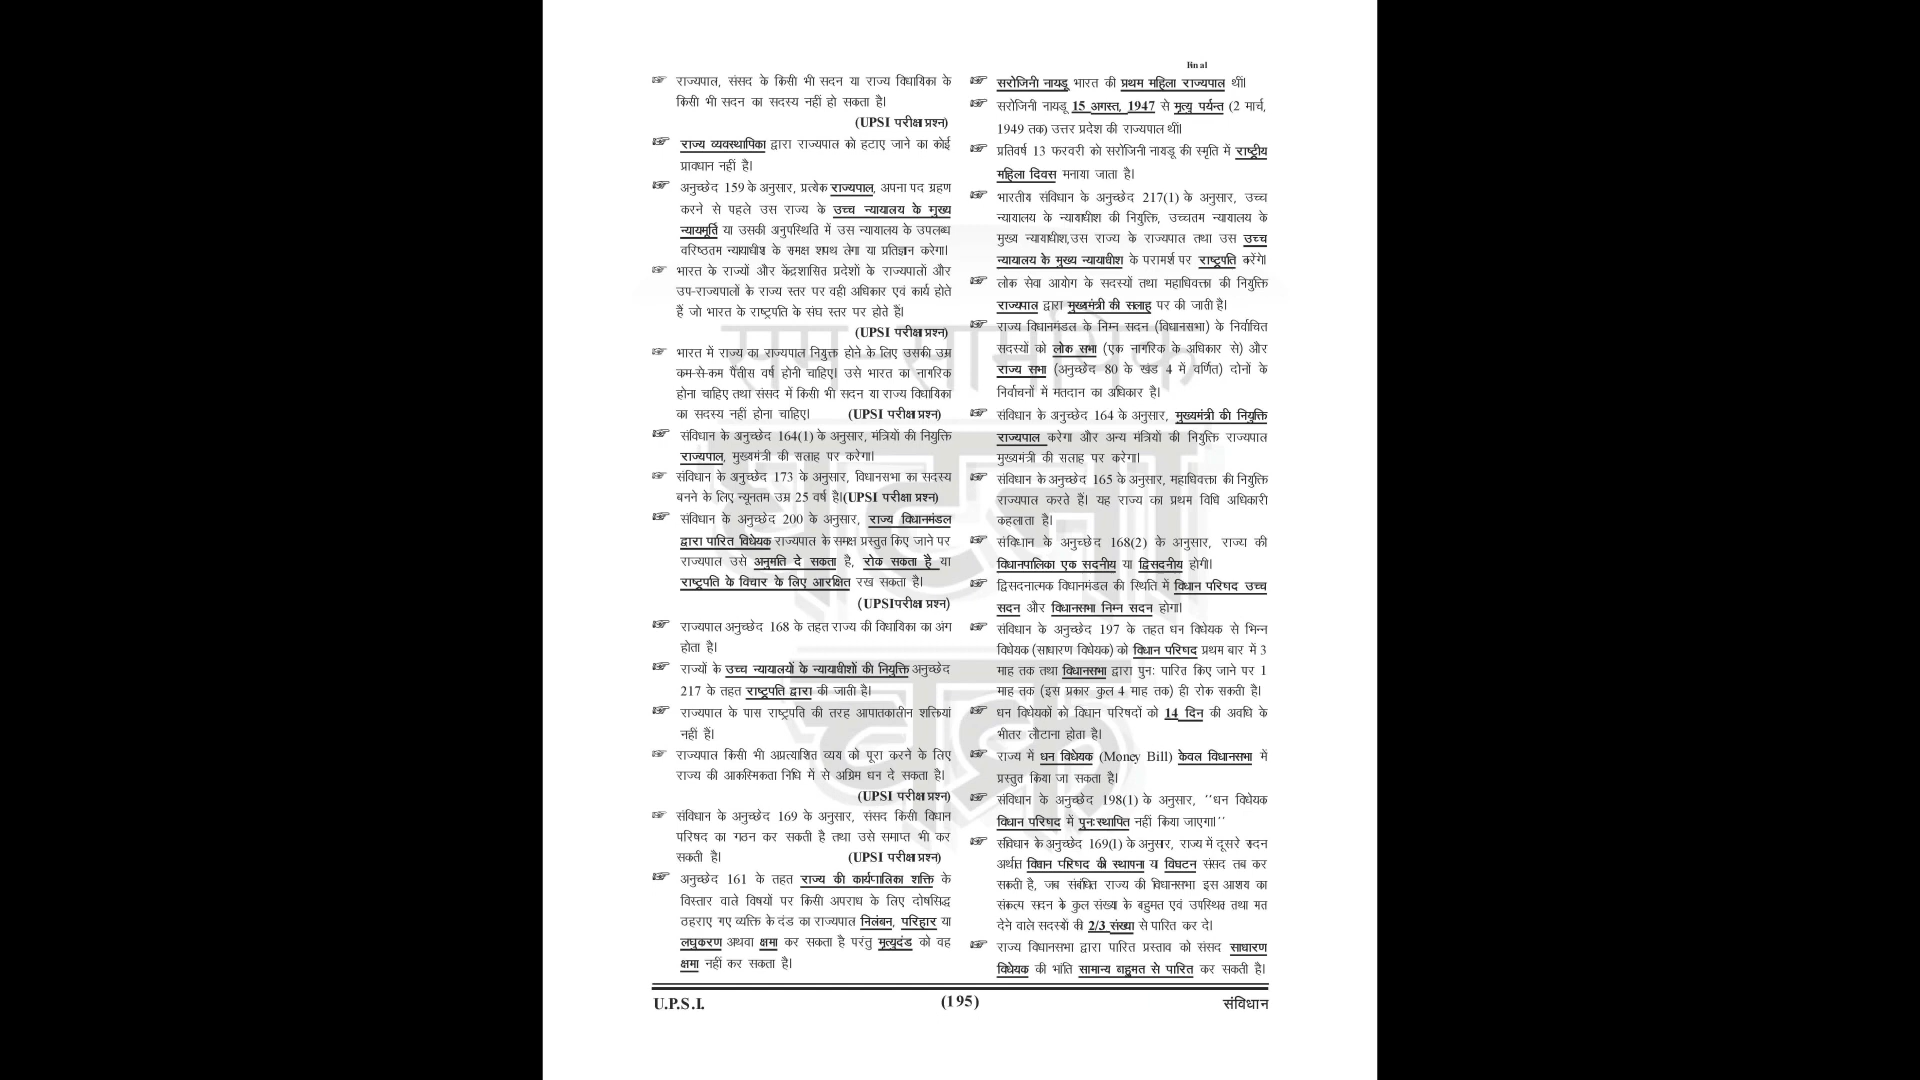 Final
☞ राज्यपाल, संसद के किसी भी सदन या राज्य विधायिका के
किसी भी सदन का सदस्य नहीं हो सकता है।
(UPSI परीक्षा प्रश्न)
☞ राज्य व्यवस्थापिका द्वारा राज्यपाल को हटाए जाने का कोई
प्रावधान नहीं है।
☞ अनुच्छेद 159 के अनुसार, प्रत्येक राज्यपाल, अपना पद ग्रहण
करने से पहले उस राज्य के उच्च न्यायालय के मुख्य
न्यायमूर्ति या उसकी अनुपस्थिति में उस न्यायालय के उपलब्ध
वरिष्ठतम न्यायाधीश के समक्ष शपथ लेगा या प्रतिज्ञान करेगा।
☞ भारत के राज्यों और केंद्रशासित प्रदेशों के राज्यपालों और
उप-राज्यपालों के राज्य स्तर पर वही अधिकार एवं कार्य होते
हैं जो भारत के राष्ट्रपति के संघ स्तर पर होते हैं।
(UPSI परीक्षा प्रश्न)
☞ भारत में राज्य का राज्यपाल नियुक्त होने के लिए उसकी उम्र
कम-से-कम पैंतीस वर्ष होनी चाहिए। उसे भारत का नागरिक
होना चाहिए तथा संसद में किसी भी सदन या राज्य विधायिका
का सदस्य नहीं होना चाहिए। (UPSI परीक्षा प्रश्न)
☞ संविधान के अनुच्छेद 164(1) के अनुसार, मंत्रियों की नियुक्ति
राज्यपाल, मुख्यमंत्री की सलाह पर करेगा।
☞ संविधान के अनुच्छेद 173 के अनुसार, विधानसभा का सदस्य
बनने के लिए न्यूनतम उम्र 25 वर्ष है।(UPSI परीक्षा प्रश्न)
☞ संविधान के अनुच्छेद 200 के अनुसार, राज्य विधानमंडल
द्वारा पारित विधेयक राज्यपाल के समक्ष प्रस्तुत किए जाने पर
राज्यपाल उसे अनुमति दे सकता है, रोक सकता है या
राष्ट्रपति के विचार के लिए आरक्षित रख सकता है।
(UPSIपरीक्षा प्रश्न)
☞ राज्यपाल अनुच्छेद 168 के तहत राज्य की विधायिका का अंग
होता है।
☞ राज्यों के उच्च न्यायालयों के न्यायाधीशों की नियुक्ति अनुच्छेद
217 के तहत राष्ट्रपति द्वारा की जाती है।
☞ राज्यपाल के पास राष्ट्रपति की तरह आपातकालीन शक्तियां
नहीं हैं।
☞ राज्यपाल किसी भी अप्रत्याशित व्यय को पूरा करने के लिए
राज्य की आकस्मिकता निधि में से अग्रिम धन दे सकता है।
(UPSI परीक्षा प्रश्न)
☞ संविधान के अनुच्छेद 169 के अनुसार, संसद किसी विधान
परिषद का गठन कर सकती है तथा उसे समाप्त भी कर
सकती है। (UPSI परीक्षा प्रश्न)
☞ अनुच्छेद 161 के तहत राज्य की कार्यपालिका शक्ति के
विस्तार वाले विषयों पर किसी अपराध के लिए दोषसिद्ध
ठहराए गए व्यक्ति के दंड का राज्यपाल निलंबन, परिहार या
लघुकरण अथवा क्षमा कर सकता है परंतु मृत्युदंड को वह
क्षमा नहीं कर सकता है।
☞ सरोजिनी नायडू भारत की प्रथम महिला राज्यपाल थीं।
☞ सरोजिनी नायडू 15 अगस्त, 1947 से मृत्यु पर्यन्त (2 मार्च,
1949 तक) उत्तर प्रदेश की राज्यपाल थीं।
☞ प्रतिवर्ष 13 फरवरी को सरोजिनी नायडू की स्मृति में राष्ट्रीय
महिला दिवस मनाया जाता है।
☞ भारतीय संविधान के अनुच्छेद 217(1) के अनुसार, उच्च
न्यायालय के न्यायाधीश की नियुक्ति, उच्चतम न्यायालय के
मुख्य न्यायाधीश,उस राज्य के राज्यपाल तथा उस उच्च
न्यायालय के मुख्य न्यायाधीश के परामर्श पर राष्ट्रपति करेंगे।
☞ लोक सेवा आयोग के सदस्यों तथा महाधिवक्ता की नियुक्ति
राज्यपाल द्वारा मुख्यमंत्री की सलाह पर की जाती है।
☞ राज्य विधानमंडल के निम्न सदन (विधानसभा) के निर्वाचित
सदस्यों को लोक सभा (एक नागरिक के अधिकार से) और
राज्य सभा (अनुच्छेद 80 के खंड 4 में वर्णित) दोनों के
निर्वाचनों में मतदान का अधिकार है।
☞ संविधान के अनुच्छेद 164 के अनुसार, मुख्यमंत्री की नियुक्ति
राज्यपाल करेगा और अन्य मंत्रियों की नियुक्ति राज्यपाल
मुख्यमंत्री की सलाह पर करेगा।
☞ संविधान के अनुच्छेद 165 के अनुसार, महाधिवक्ता की नियुक्ति
राज्यपाल करते हैं। यह राज्य का प्रथम विधि अधिकारी
कहलाता है।
☞ संविधान के अनुच्छेद 168(2) के अनुसार, राज्य की
विधानपालिका एक सदनीय या द्विसदनीय होगी।
☞ द्विसदनात्मक विधानमंडल की स्थिति में विधान परिषद उच्च
सदन और विधानसभा निम्न सदन होगा।
☞ संविधान के अनुच्छेद 197 के तहत धन विधेयक से भिन्न
विधेयक (साधारण विधेयक) को विधान परिषद प्रथम बार में 3
माह तक तथा विधानसभा द्वारा पुनः पारित किए जाने पर 1
माह तक (इस प्रकार कुल 4 माह तक) ही रोक सकती है।
☞ धन विधेयकों को विधान परिषदों को 14 दिन की अवधि के
भीतर लौटाना होता है।
☞ राज्य में धन विधेयक (Money Bill) केवल विधानसभा में
प्रस्तुत किया जा सकता है।
☞ संविधान के अनुच्छेद 198(1) के अनुसार, ‘‘धन विधेयक
विधान परिषद में पुनःस्थापित नहीं किया जाएगा।’’
☞ संविधान के अनुच्छेद 169(1) के अनुसार, राज्य में दूसरे सदन
अर्थात विधान परिषद की स्थापना या विघटन संसद तब कर
सकती है, जब संबंधित राज्य की विधानसभा इस आशय का
संकल्प सदन के कुल संख्या के बहुमत एवं उपस्थित तथा मत
देने वाले सदस्यों की 2/3 संख्या से पारित कर दे।
☞ राज्य विधानसभा द्वारा पारित प्रस्ताव को संसद साधारण
विधेयक की भांति सामान्य बहुमत से पारित कर सकती है।
सम-सामयिक
घटना
चक्र
U.P.S.I. (195) संविधान